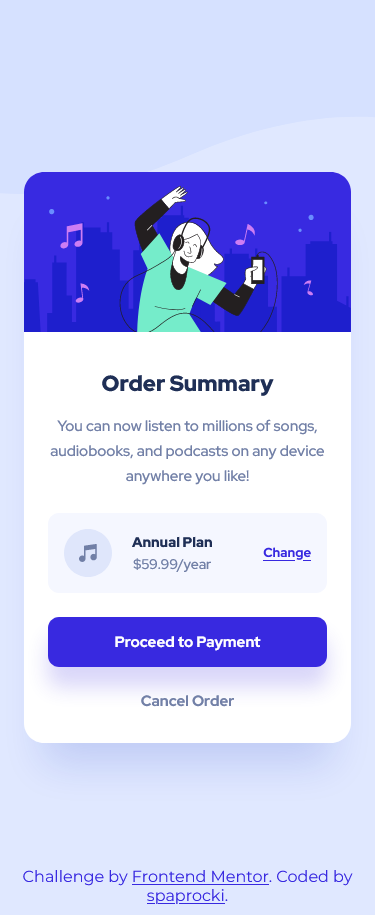 Order Summary
You can now listen to millions of songs,
audiobooks, and podcasts on any device
anywhere you like!
Annual Plan
$59.99/year
Change
Proceed to Payment
Cancel Order
Challenge by Frontend Mentor. Coded by
spaprocki.